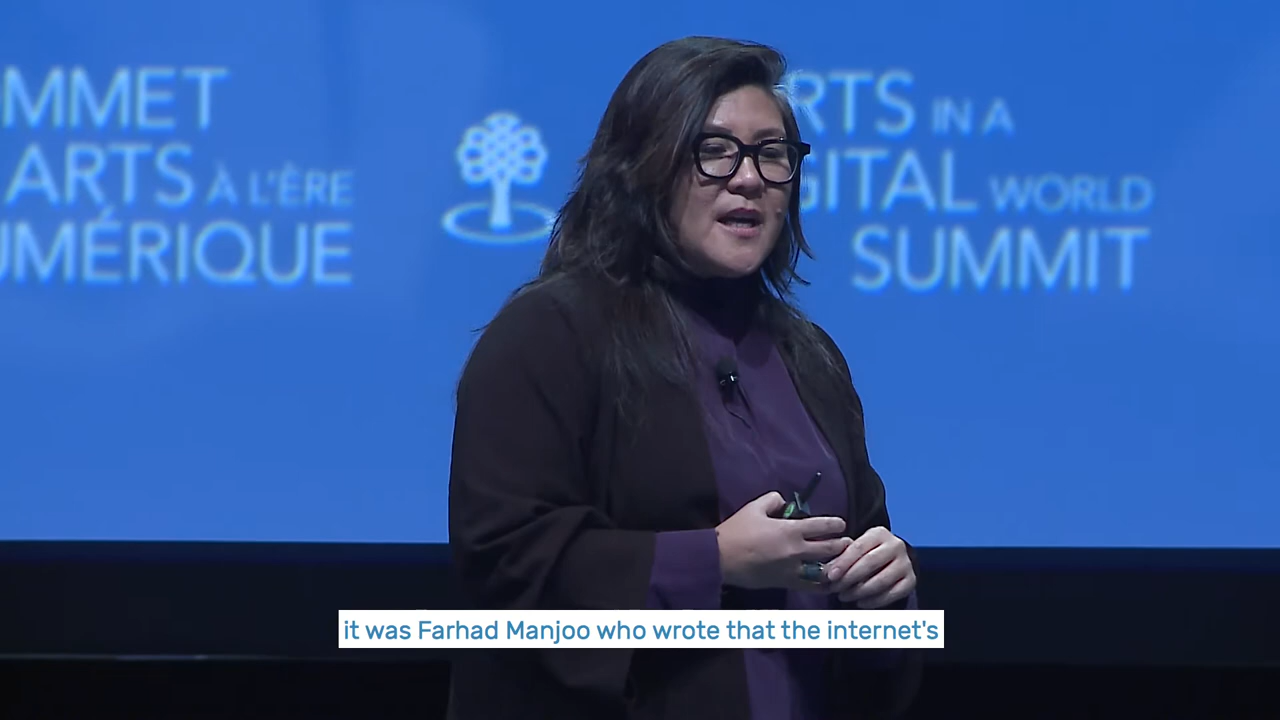 MMET
ARTS À L'ÈRE
UMÉRIQUE
RTS IN A
GITAL WORLD
SUMMIT
it was Farhad Manjoo who wrote that the internet's